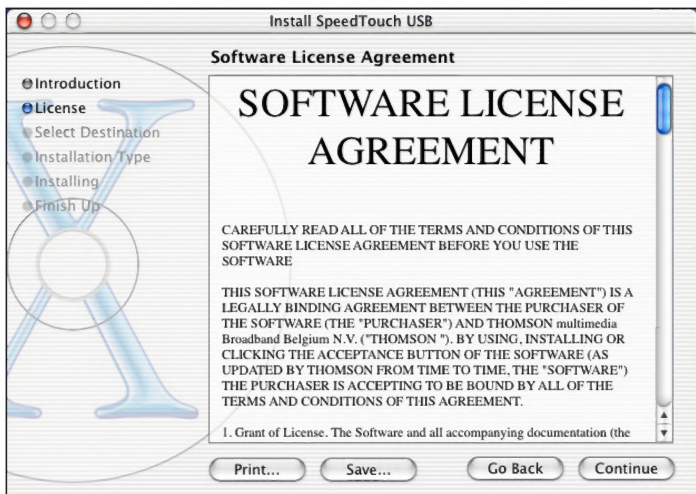 Install SpeedTouch USB
Software License Agreement
Introduction
License
Select Destination
Installation Type
Installing
Finish Up
SOFTWARE LICENSE
AGREEMENT
CAREFULLY READ ALL OF THE TERMS AND CONDITIONS OF THIS
SOFTWARE LICENSE AGREEMENT BEFORE YOU USE THE
SOFTWARE
THIS SOFTWARE LICENSE AGREEMENT (THIS "AGREEMENT") IS A
LEGALLY BINDING AGREEMENT BETWEEN THE PURCHASER OF
THE SOFTWARE (THE "PURCHASER") AND THOMSON multimedia
Broadband Belgium N.V. ("THOMSON "). BY USING, INSTALLING OR
CLICKING THE ACCEPTANCE BUTTON OF THE SOFTWARE (AS
UPDATED BY THOMSON FROM TIME TO TIME, THE "SOFTWARE")
THE PURCHASER IS ACCEPTING TO BE BOUND BY ALL OF THE
TERMS AND CONDITIONS OF THIS AGREEMENT.
1. Grant of License. The Software and all accompanying documentation (the
Print... Save... Go Back Continue